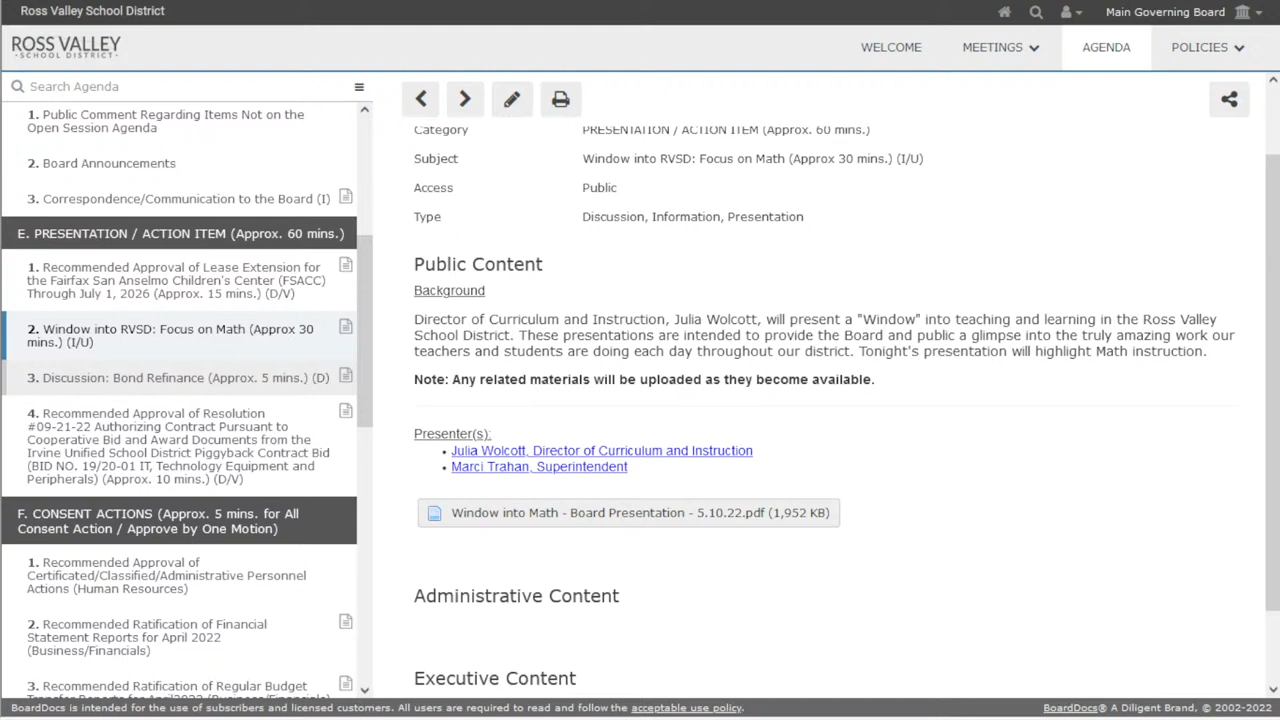 Ross Valley School District
Main Governing Board
ROSS VALLEY
SCHOOL DISTRICT
WELCOME
MEETINGS
AGENDA
POLICIES
Search Agenda
1. Public Comment Regarding Items Not on the
Open Session Agenda
2. Board Announcements
3. Correspondence/Communication to the Board (I)
E. PRESENTATION / ACTION ITEM (Approx. 60 mins.)
1. Recommended Approval of Lease Extension for
the Fairfax San Anselmo Children's Center (FSACC)
Through July 1, 2026 (Approx. 15 mins.) (D/V)
2. Window into RVSD: Focus on Math (Approx 30
mins.) (I/U)
3. Discussion: Bond Refinance (Approx. 5 mins.) (D)
4. Recommended Approval of Resolution
#09-21-22 Authorizing Contract Pursuant to
Cooperative Bid and Award Documents from the
Irvine Unified School District Piggyback Contract Bid
(BID NO. 19/20-01 IT, Technology Equipment and
Peripherals) (Approx. 10 mins.) (D/V)
F. CONSENT ACTIONS (Approx. 5 mins. for All
Consent Action / Approve by One Motion)
1. Recommended Approval of
Certificated/Classified/Administrative Personnel
Actions (Human Resources)
2. Recommended Ratification of Financial
Statement Reports for April 2022
(Business/Financials)
3. Recommended Ratification of Regular Budget
Transfer Reports for April2022 (Business/Financials)
Category PRESENTATION / ACTION ITEM (Approx. 60 mins.)
Subject Window into RVSD: Focus on Math (Approx 30 mins.) (I/U)
Access Public
Type Discussion, Information, Presentation
Public Content
Background
Director of Curriculum and Instruction, Julia Wolcott, will present a "Window" into teaching and learning in the Ross Valley
School District. These presentations are intended to provide the Board and public a glimpse into the truly amazing work our
teachers and students are doing each day throughout our district. Tonight's presentation will highlight Math instruction.
Note: Any related materials will be uploaded as they become available.
Presenter(s):
• Julia Wolcott, Director of Curriculum and Instruction
• Marci Trahan, Superintendent
Window into Math - Board Presentation - 5.10.22.pdf (1,952 KB)
Administrative Content
Executive Content
BoardDocs is intended for the use of subscribers and licensed customers. All users are required to read and follow the acceptable use policy.
BoardDocs® A Diligent Brand, © 2002-2022